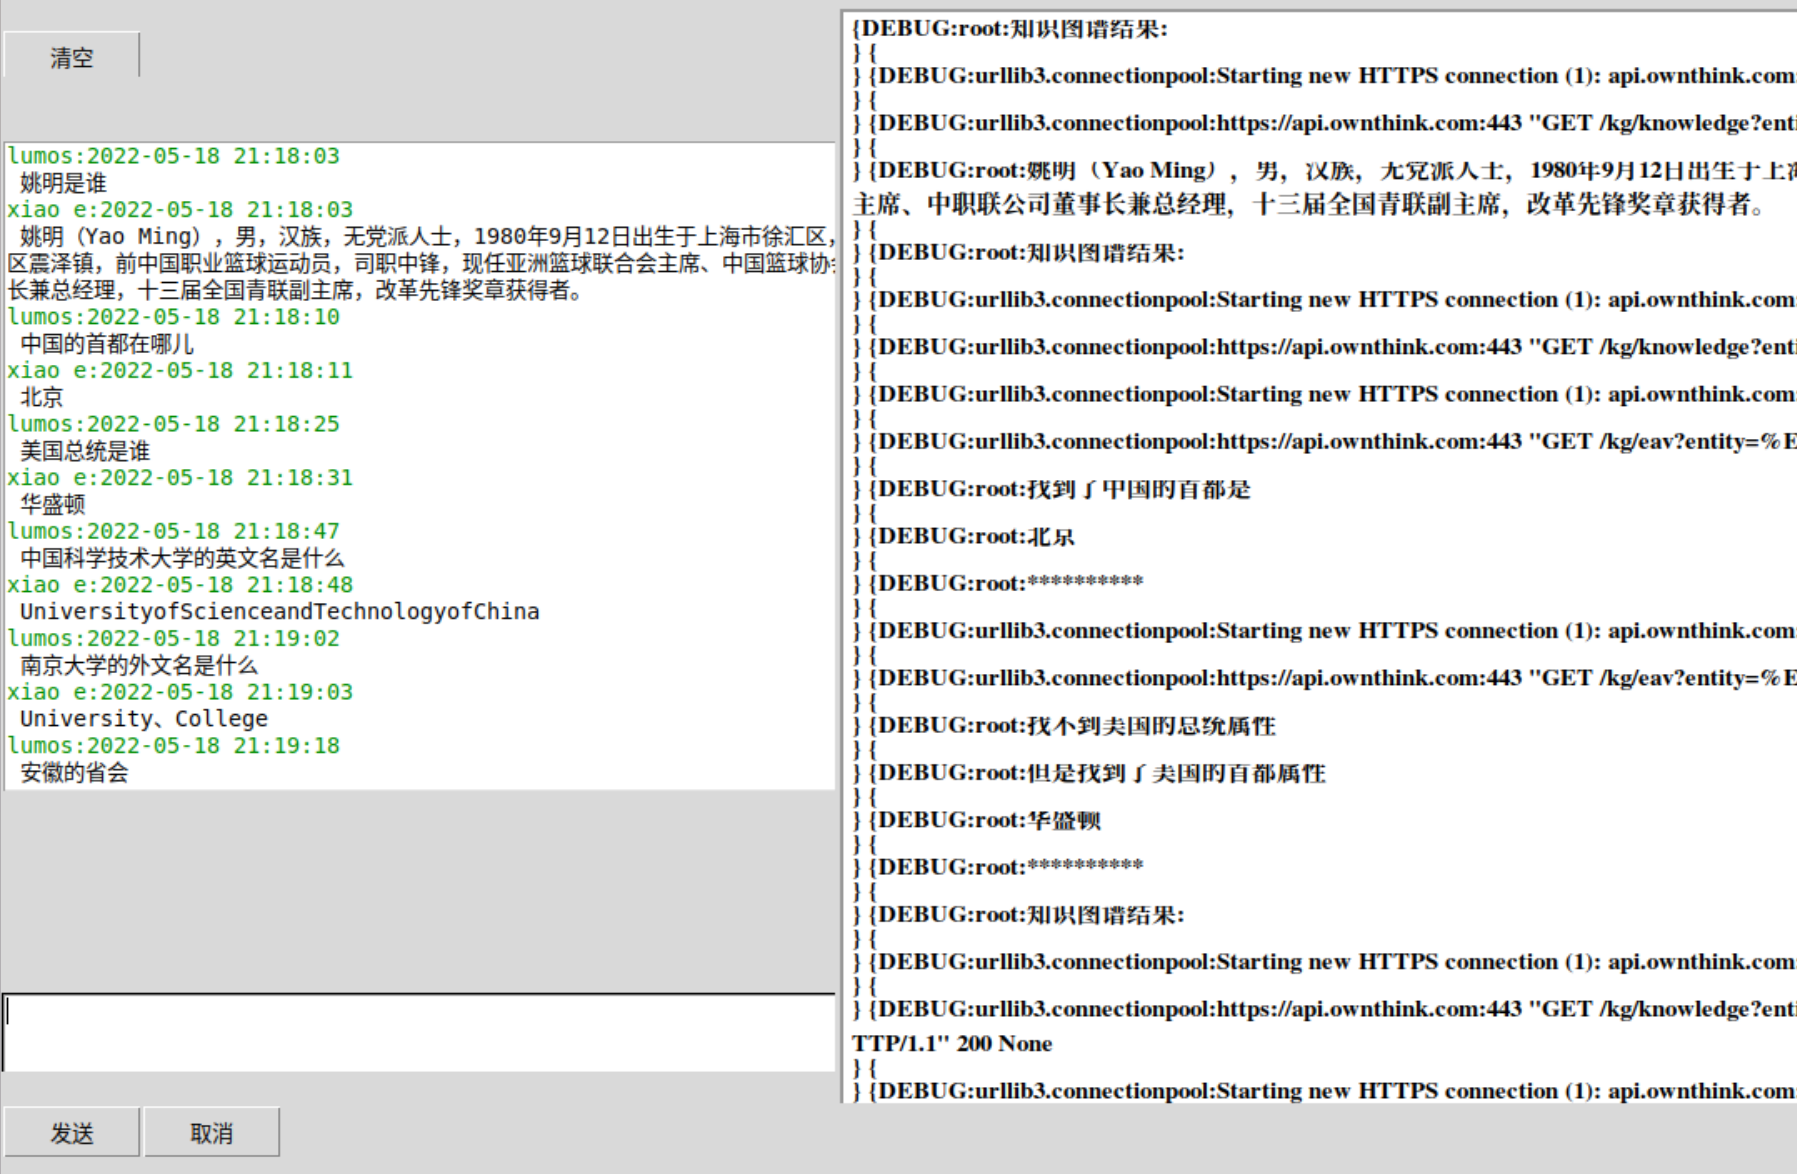 清空
lumos:2022-05-18 21:18:03
姚明是谁
xiao e:2022-05-18 21:18:03
姚明（Yao Ming），男，汉族，无党派人士，1980年9月12日出生于上海市徐汇区，
区震泽镇，前中国职业篮球运动员，司职中锋，现任亚洲篮球联合会主席、中国篮球协
长兼总经理，十三届全国青联副主席，改革先锋奖章获得者。
lumos:2022-05-18 21:18:10
中国的首都在哪儿
xiao e:2022-05-18 21:18:11
北京
lumos:2022-05-18 21:18:25
美国总统是谁
xiao e:2022-05-18 21:18:31
华盛顿
lumos:2022-05-18 21:18:47
中国科学技术大学的英文名是什么
xiao e:2022-05-18 21:18:48
UniversityofScienceandTechnologyofChina
lumos:2022-05-18 21:19:02
南京大学的外文名是什么
xiao e:2022-05-18 21:19:03
University、College
lumos:2022-05-18 21:19:18
安徽的省会
发送
取消
{DEBUG:root:知识图谱结果:
} {
} {DEBUG:urllib3.connectionpool:Starting new HTTPS connection (1): api.ownthink.com:
} {
} {DEBUG:urllib3.connectionpool:https://api.ownthink.com:443 "GET /kg/knowledge?enti
} {
} {DEBUG:root:姚明（Yao Ming），男，汉族，无党派人士，1980年9月12日出生于上海
主席、中职联公司董事长兼总经理，十三届全国青联副主席，改革先锋奖章获得者。
} {
} {DEBUG:root:知识图谱结果:
} {
} {DEBUG:urllib3.connectionpool:Starting new HTTPS connection (1): api.ownthink.com:
} {
} {DEBUG:urllib3.connectionpool:https://api.ownthink.com:443 "GET /kg/knowledge?enti
} {
} {DEBUG:urllib3.connectionpool:Starting new HTTPS connection (1): api.ownthink.com:
} {
} {DEBUG:urllib3.connectionpool:https://api.ownthink.com:443 "GET /kg/eav?entity=%E
} {
} {DEBUG:root:找到了中国的首都是
} {
} {DEBUG:root:北京
} {
} {DEBUG:root:**********
} {
} {DEBUG:urllib3.connectionpool:Starting new HTTPS connection (1): api.ownthink.com:
} {
} {DEBUG:urllib3.connectionpool:https://api.ownthink.com:443 "GET /kg/eav?entity=%E
} {
} {DEBUG:root:找不到美国的总统属性
} {
} {DEBUG:root:但是找到了美国的首都属性
} {
} {DEBUG:root:华盛顿
} {
} {DEBUG:root:**********
} {
} {DEBUG:root:知识图谱结果:
} {
} {DEBUG:urllib3.connectionpool:Starting new HTTPS connection (1): api.ownthink.com:
} {
} {DEBUG:urllib3.connectionpool:https://api.ownthink.com:443 "GET /kg/knowledge?enti
TTP/1.1" 200 None
} {
} {DEBUG:urllib3.connectionpool:Starting new HTTPS connection (1): api.ownthink.com: